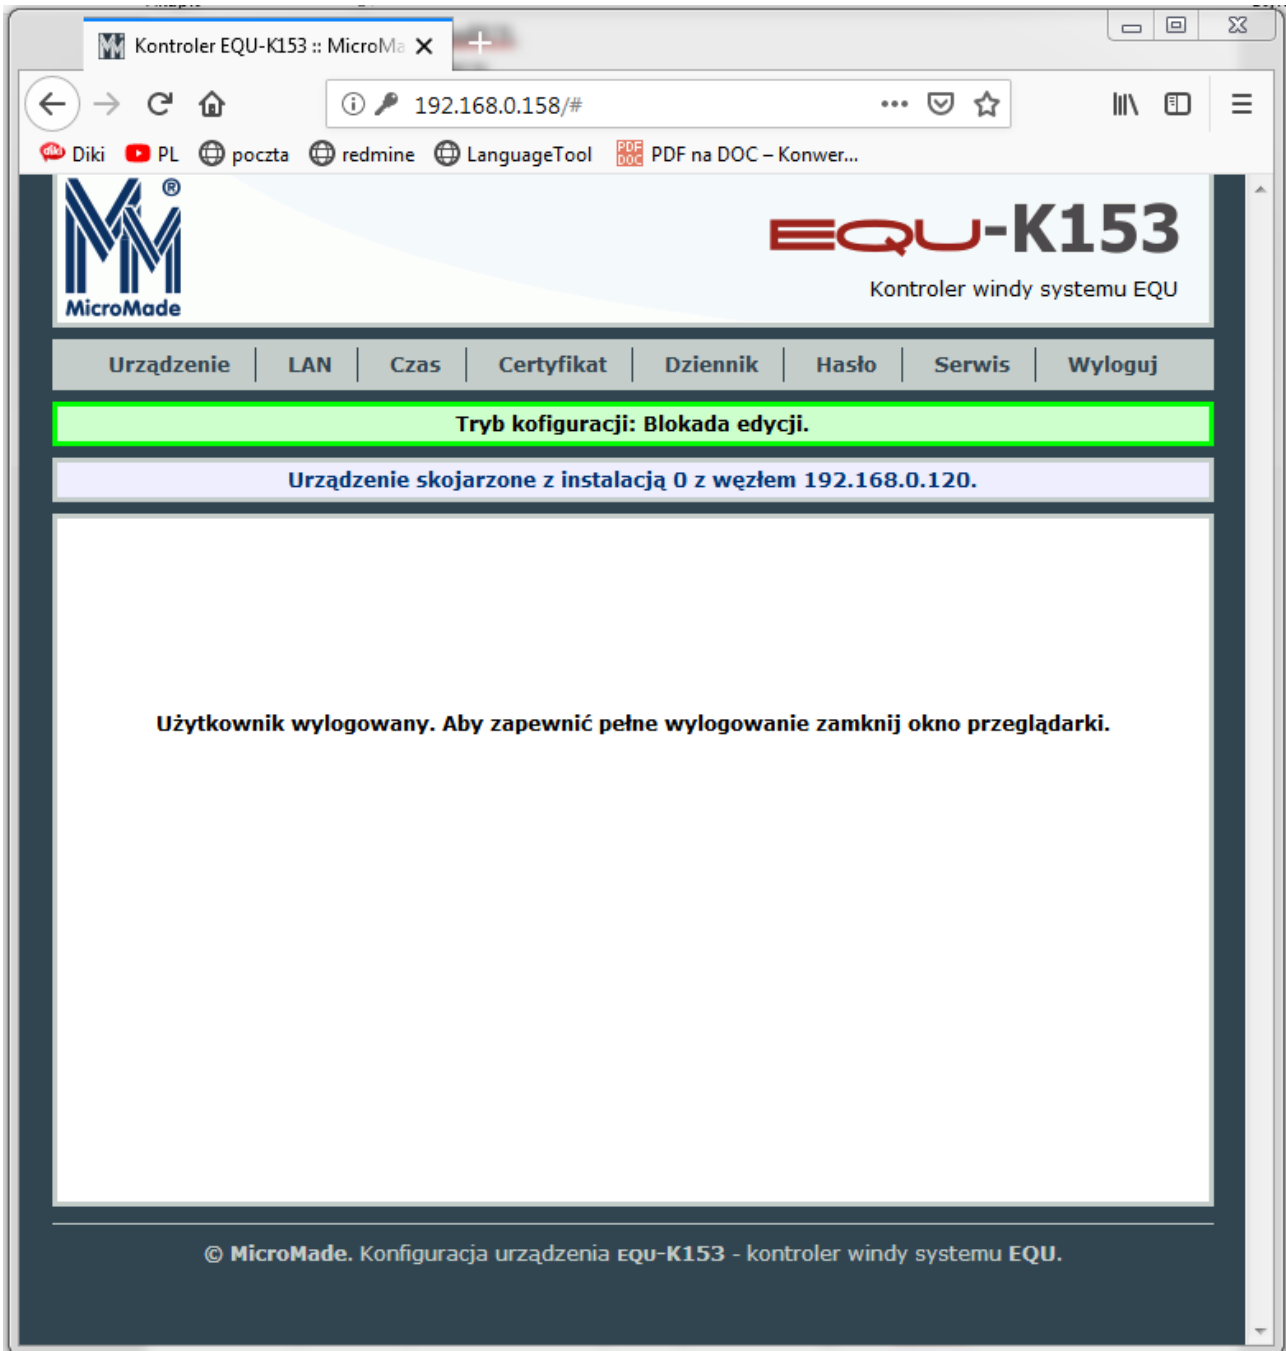 Kontroler EQU-K153 :: MicroMa
192.168.0.158/#
Diki PL poczta redmine LanguageTool PDF DOC PDF na DOC – Konwer...
MicroMade ®
EQU-K153
Kontroler windy systemu EQU
Urządzenie LAN Czas Certyfikat Dziennik Hasło Serwis Wyloguj
Tryb kofiguracji: Blokada edycji.
Urządzenie skojarzone z instalacją 0 z węzłem 192.168.0.120.
Użytkownik wylogowany. Aby zapewnić pełne wylogowanie zamknij okno przeglądarki.
© MicroMade. Konfiguracja urządzenia EQU-K153 - kontroler windy systemu EQU.